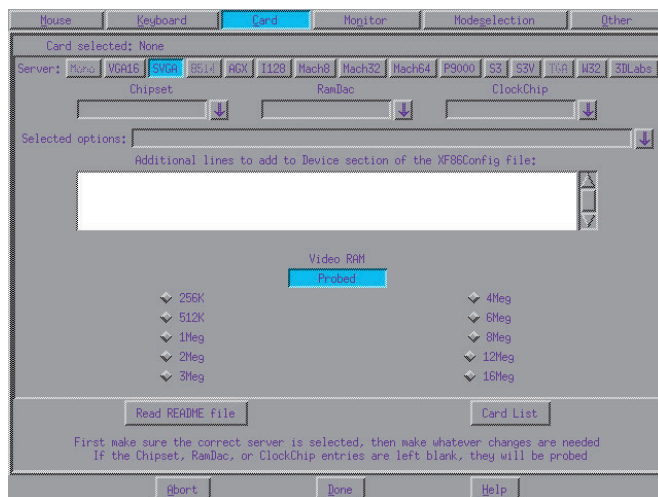 Mouse Keyboard Card Monitor Modeselection Other
Card selected: None
Server: Mono VGA16 SVGA 8514 AGX I128 Mach8 Mach32 Mach64 P9000 S3 S3V TGA W32 3DLabs
Chipset RamDac ClockChip
Selected options:
Additional lines to add to Device section of the XF86Config file:
Video RAM
Probed
256K 4Meg
512K 6Meg
1Meg 8Meg
2Meg 12Meg
3Meg 16Meg
Read README file Card List
First make sure the correct server is selected, then make whatever changes are needed
If the Chipset, RamDac, or ClockChip entries are left blank, they will be probed
Abort Done Help